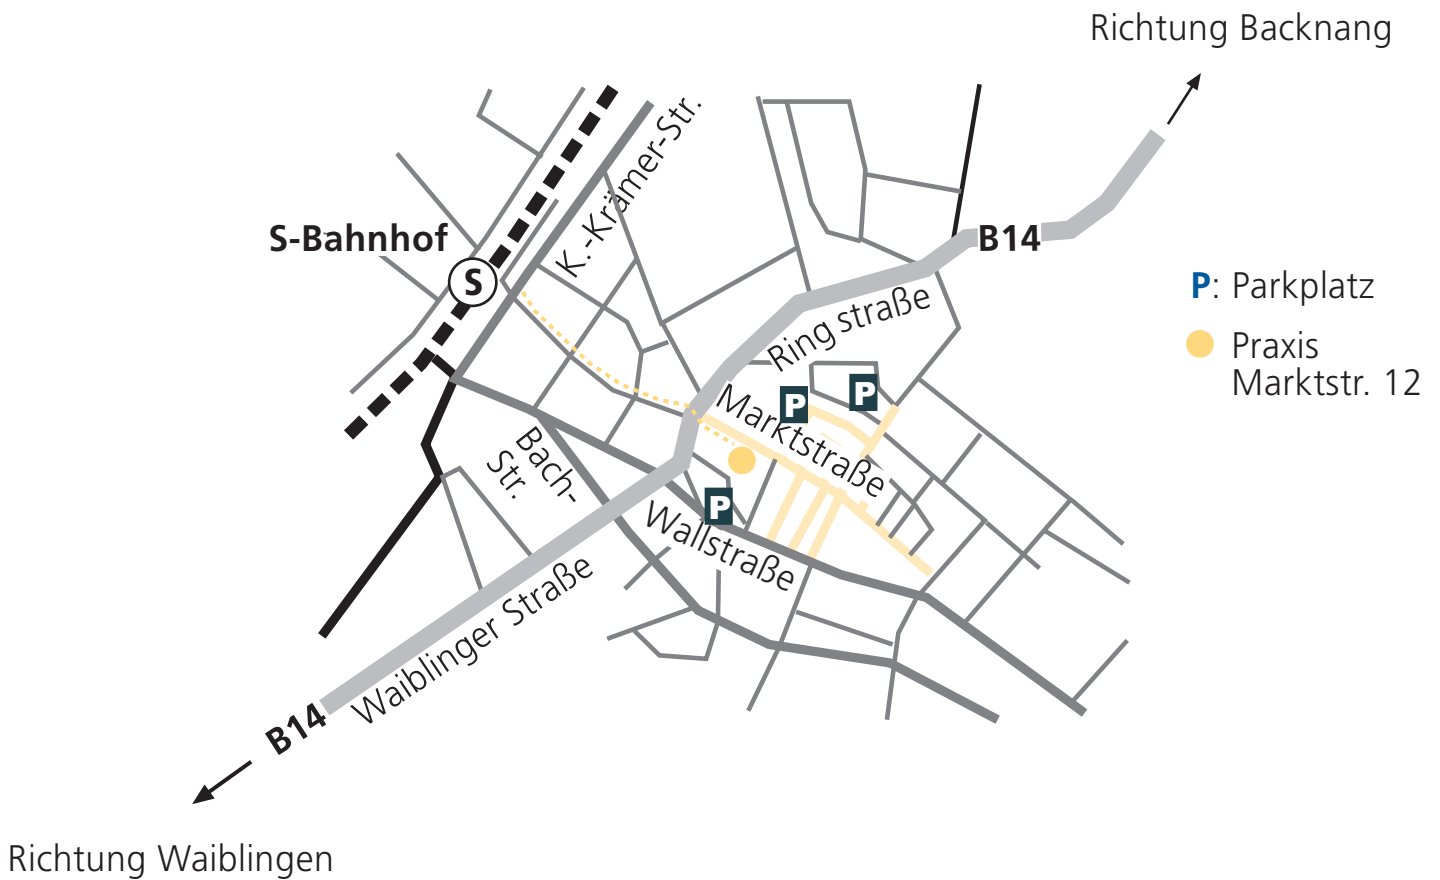 Richtung Backnang
K.-Krämer-Str.
S-Bahnhof
S
B14
P: Parkplatz
Praxis
Marktstr. 12
Ring straße
P
P
Marktstraße
Bach-
Str.
P
Wallstraße
Waiblinger Straße
B14
Richtung Waiblingen